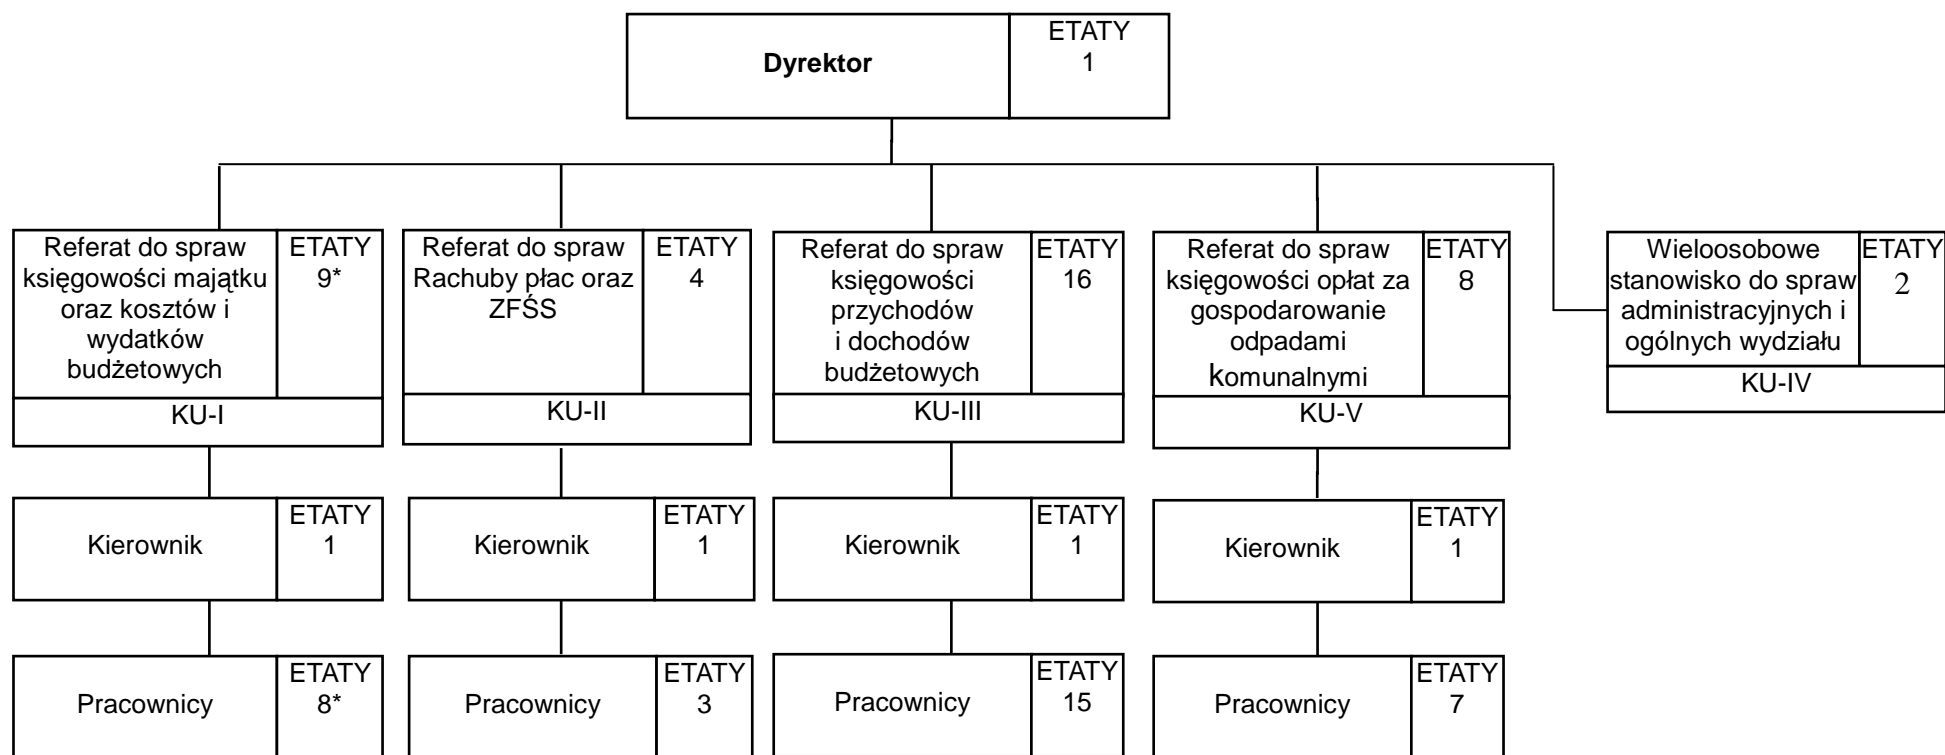 Dyrektor
ETATY
1
Referat do spraw
księgowości majątku
oraz kosztów i
wydatków
budżetowych
ETATY
9*
KU-I
Referat do spraw
Rachuby płac oraz
ZFŚS
ETATY
4
KU-II
Referat do spraw
księgowości
przychodów
i dochodów
budżetowych
ETATY
16
KU-III
Referat do spraw
księgowości opłat za
gospodarowanie
odpadami
komunalnymi
ETATY
8
KU-V
Wieloosobowe
stanowisko do spraw
administracyjnych i
ogólnych wydziału
ETATY
2
KU-IV
Kierownik
ETATY
1
Kierownik
ETATY
1
Kierownik
ETATY
1
Kierownik
ETATY
1
Pracownicy
ETATY
8*
Pracownicy
ETATY
3
Pracownicy
ETATY
15
Pracownicy
ETATY
7